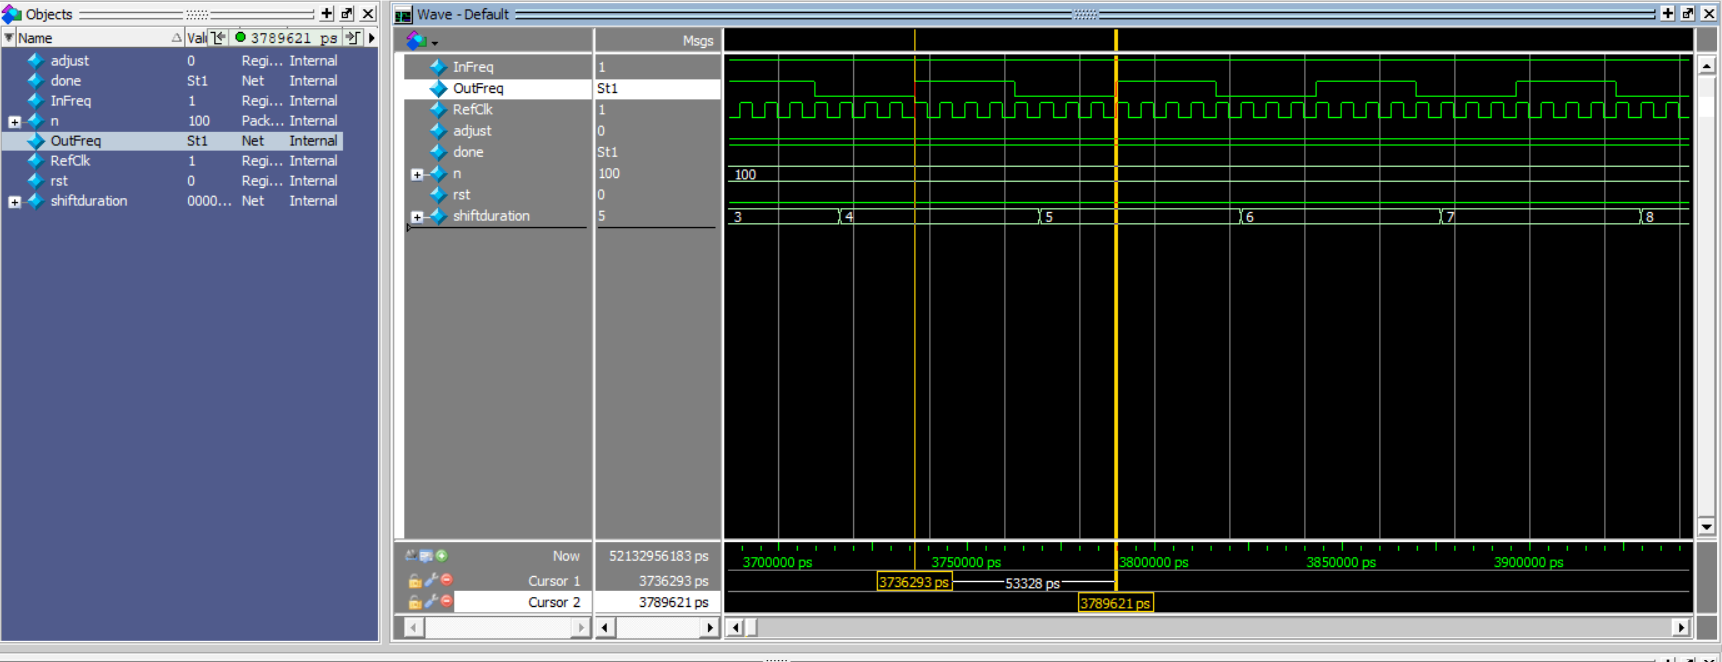 Objects
Name Val 3789621 ps
adjust 0 Regi... Internal
done St1 Net Internal
InFreq 1 Regi... Internal
n 100 Pack... Internal
OutFreq St1 Net Internal
RefClk 1 Regi... Internal
rst 0 Regi... Internal
shiftduration 0000... Net Internal
Wave - Default
Msgs
InFreq 1
OutFreq St1
RefClk 1
adjust 0
done St1
n 100 100
rst 0
shiftduration 5 3 4 5 6 7 8
Now 52132956183 ps 3700000 ps 3750000 ps 3800000 ps 3850000 ps 3900000 ps
Cursor 1 3736293 ps 3736293 ps 53328 ps
Cursor 2 3789621 ps 3789621 ps